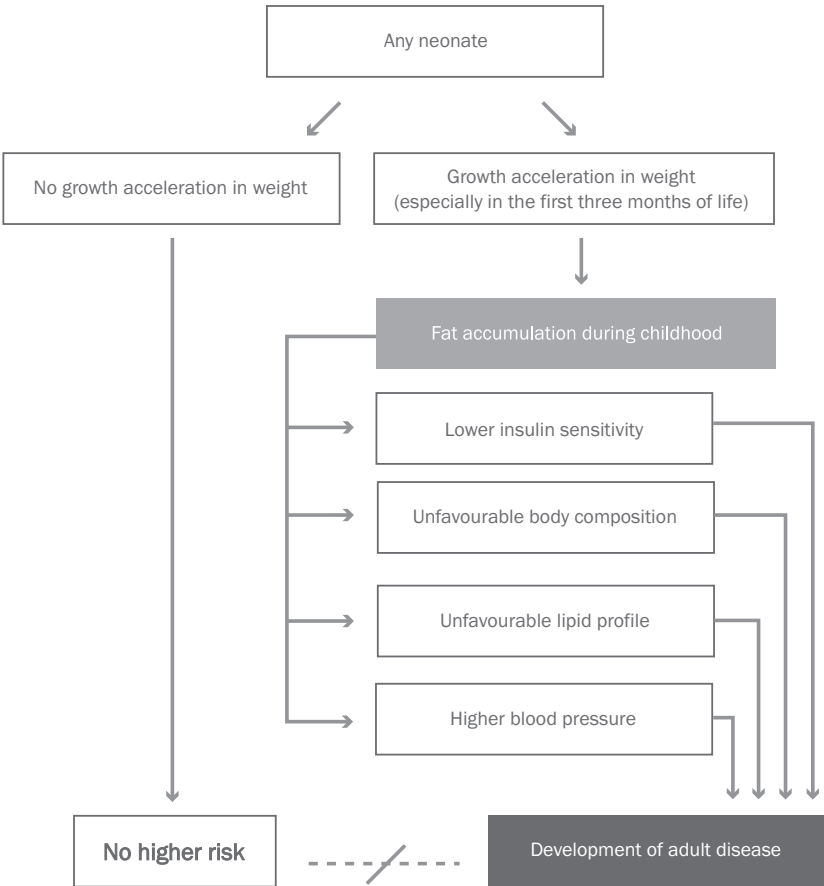 Any neonate
No growth acceleration in weight
Growth acceleration in weight
(especially in the first three months of life)
Fat accumulation during childhood
Lower insulin sensitivity
Unfavourable body composition
Unfavourable lipid profile
Higher blood pressure
No higher risk
Development of adult disease